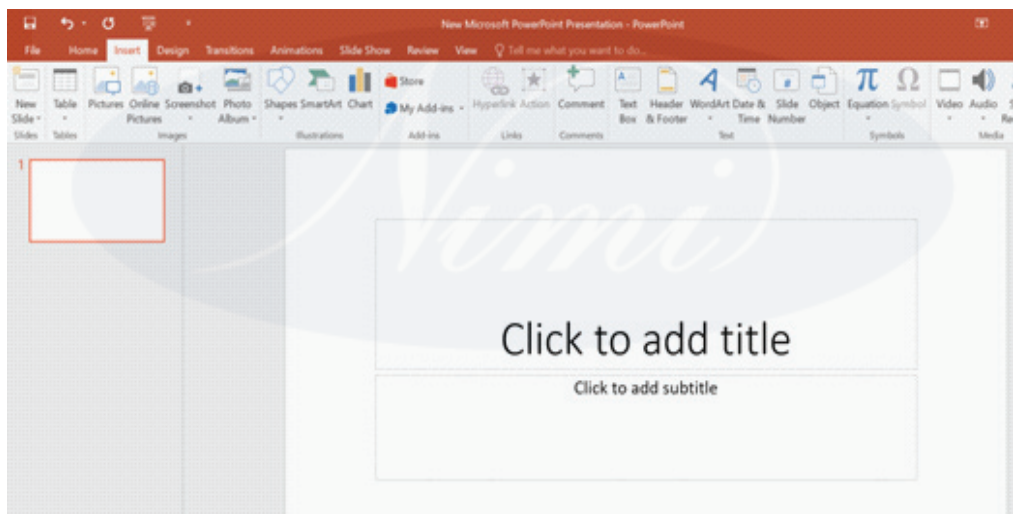 New Microsoft PowerPoint Presentation - PowerPoint
File Home Insert Design Transitions Animations Slide Show Review View Tell me what you want to do...
New Slide Table Pictures Online Pictures Screenshot Photo Album Shapes SmartArt Chart Store My Add-ins Hyperlink Action Comment Text Box Header & Footer WordArt Date & Time Slide Number Object Equation Symbol Video Audio
Slides Tables Images Illustrations Add-ins Links Comments Text Symbols Media
1
Nimi
Click to add title
Click to add subtitle